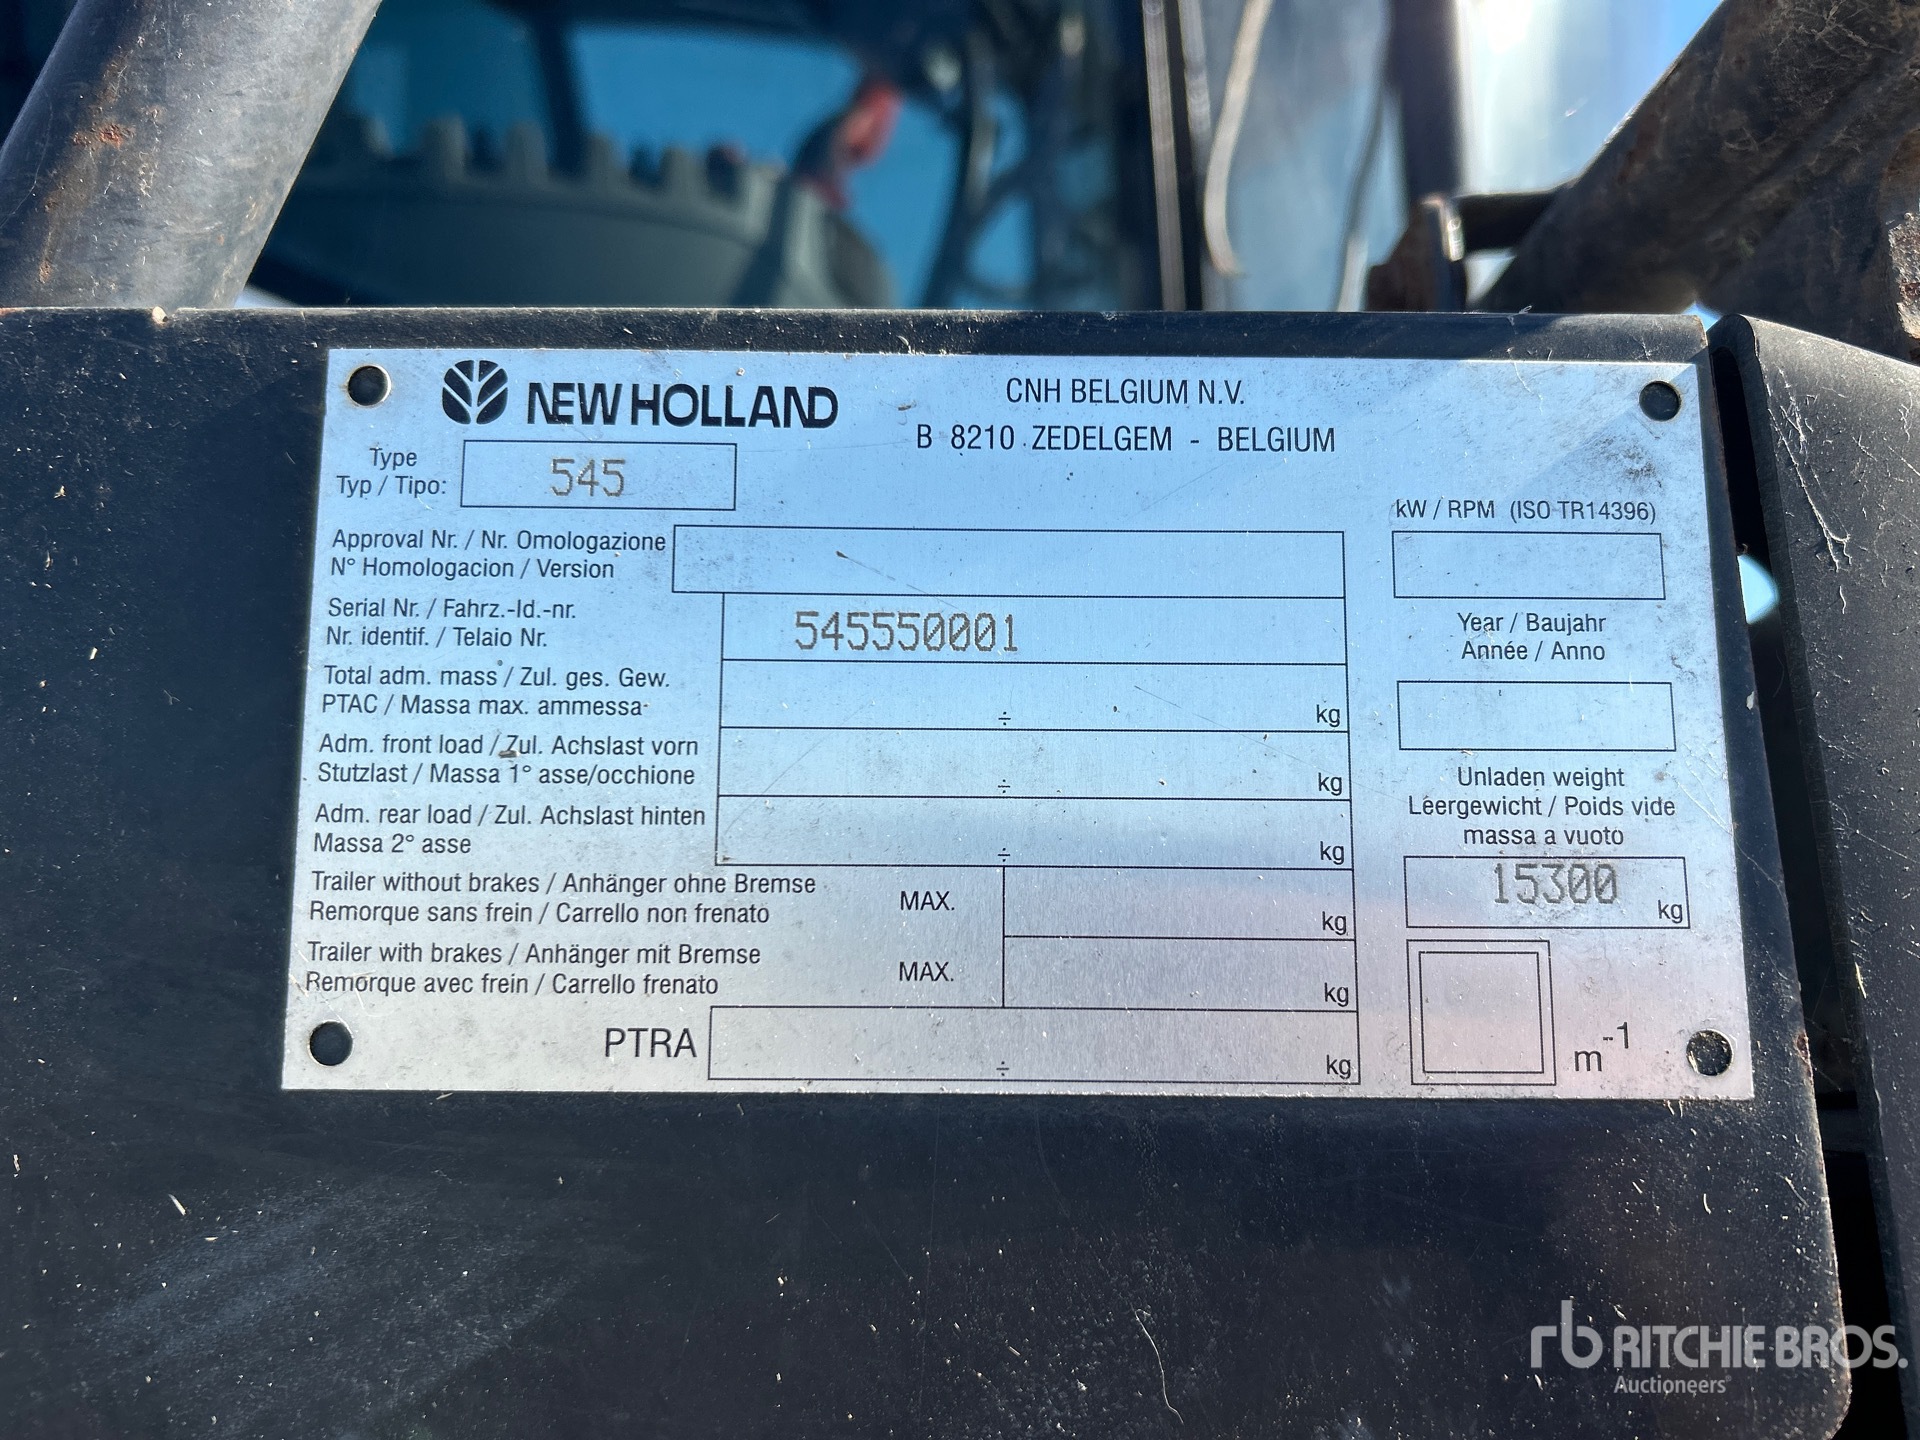 NEW HOLLAND
CNH BELGIUM N.V.
B 8210 ZEDELGEM - BELGIUM
Type
Typ / Tipo:
545
kW / RPM (ISO TR14396)
Approval Nr. / Nr. Omologazione
N° Homologacion / Version
Serial Nr. / Fahrz.-Id.-nr.
Nr. identif. / Telaio Nr.
545550001
Year / Baujahr
Année / Anno
Total adm. mass / Zul. ges. Gew.
PTAC / Massa max. ammessa
÷ kg
Adm. front load / Zul. Achslast vorn
Stutzlast / Massa 1° asse/occhione
÷ kg
Unladen weight
Leergewicht / Poids vide
massa a vuoto
15300 kg
Adm. rear load / Zul. Achslast hinten
Massa 2° asse
÷ kg
Trailer without brakes / Anhänger ohne Bremse
Remorque sans frein / Carrello non frenato
MAX. kg
Trailer with brakes / Anhänger mit Bremse
Remorque avec frein / Carrello frenato
MAX. kg
PTRA ÷ kg
m-1
rb RITCHIE BROS.
Auctioneers